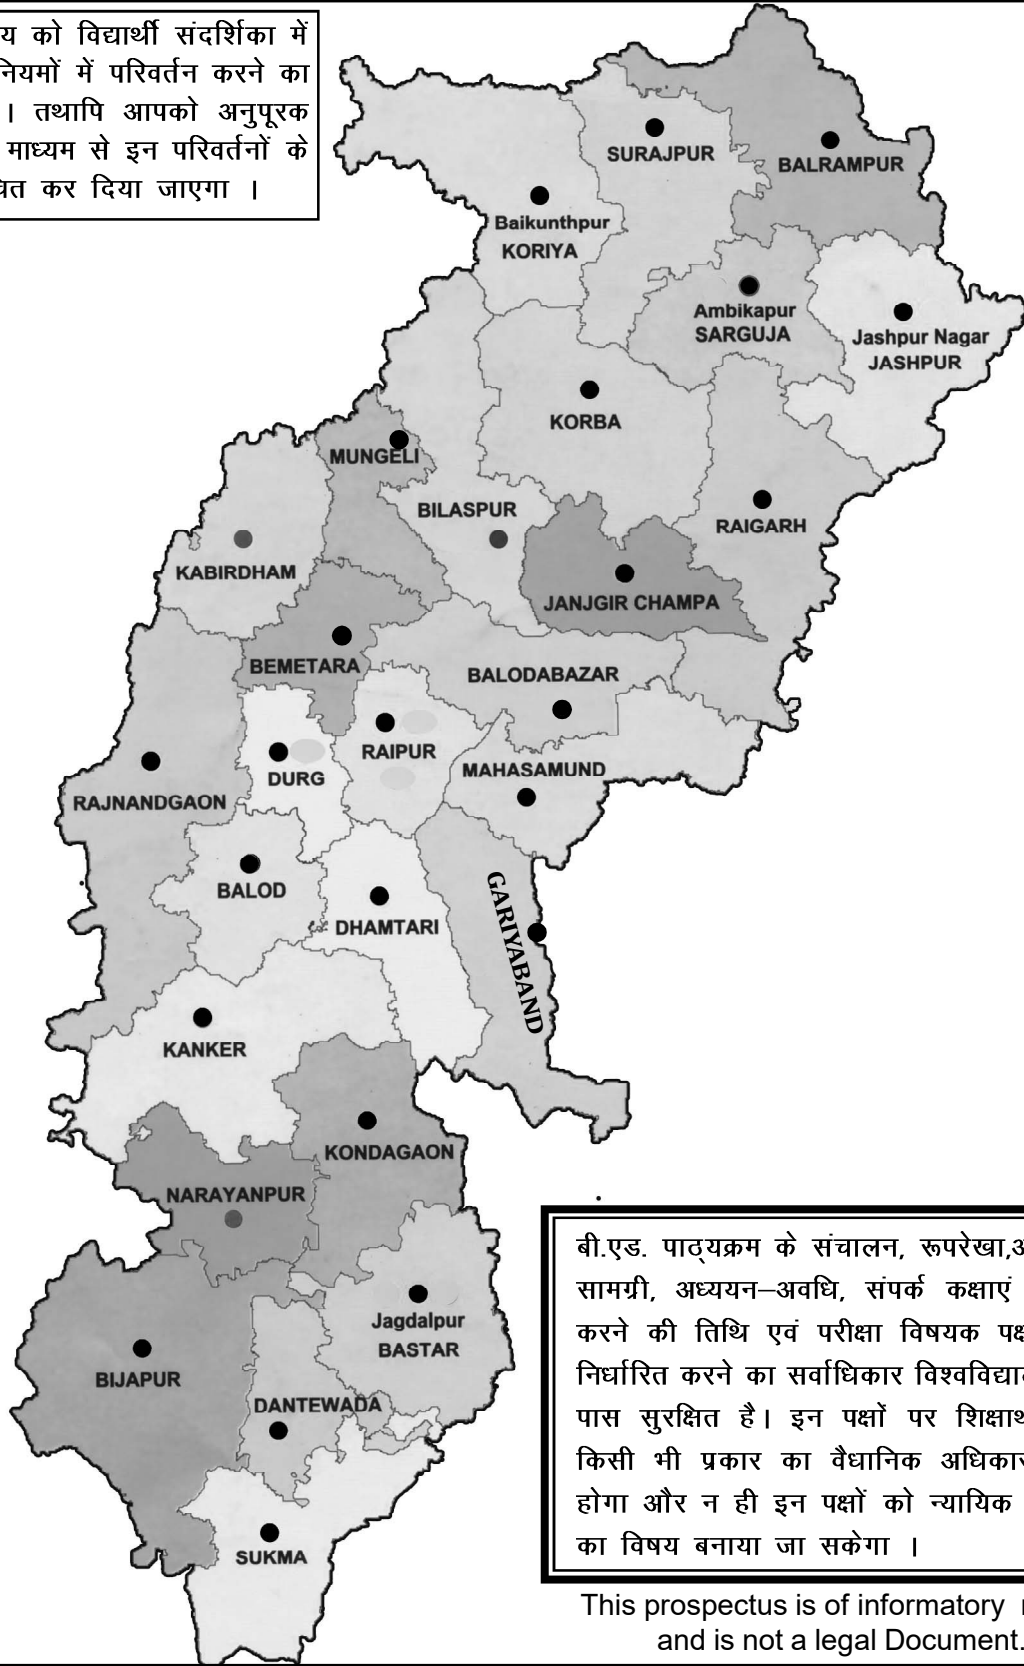 य को विद्यार्थी संदर्शिका में
नियमों में परिवर्तन करने का
। तथापि आपको अनुपूरक
माध्यम से इन परिवर्तनों के
कर दिया जाएगा ।
SURAJPUR
BALRAMPUR
Baikunthpur
KORIYA
Ambikapur
SARGUJA
Jashpur Nagar
JASHPUR
KORBA
MUNGELI
BILASPUR
RAIGARH
KABIRDHAM
JANJGIR CHAMPA
BEMETARA
BALODABAZAR
RAIPUR
DURG
MAHASAMUND
RAJNANDGAON
BALOD
DHAMTARI
GARIYABAND
KANKER
KONDAGAON
NARAYANPUR
Jagdalpur
BASTAR
BIJAPUR
DANTEWADA
SUKMA
बी.एड. पाठ्यक्रम के संचालन, रूपरेखा,
सामग्री, अध्ययन–अवधि, संपर्क कक्षाएं
करने की तिथि एवं परीक्षा विषयक
निर्धारित करने का सर्वाधिकार
पास सुरक्षित है। इन पक्षों पर
किसी भी प्रकार का वैधानिक अधिकार
होगा और न ही इन पक्षों को न्यायिक
का विषय बनाया जा सकेगा ।
This prospectus is of informatory
and is not a legal Document.